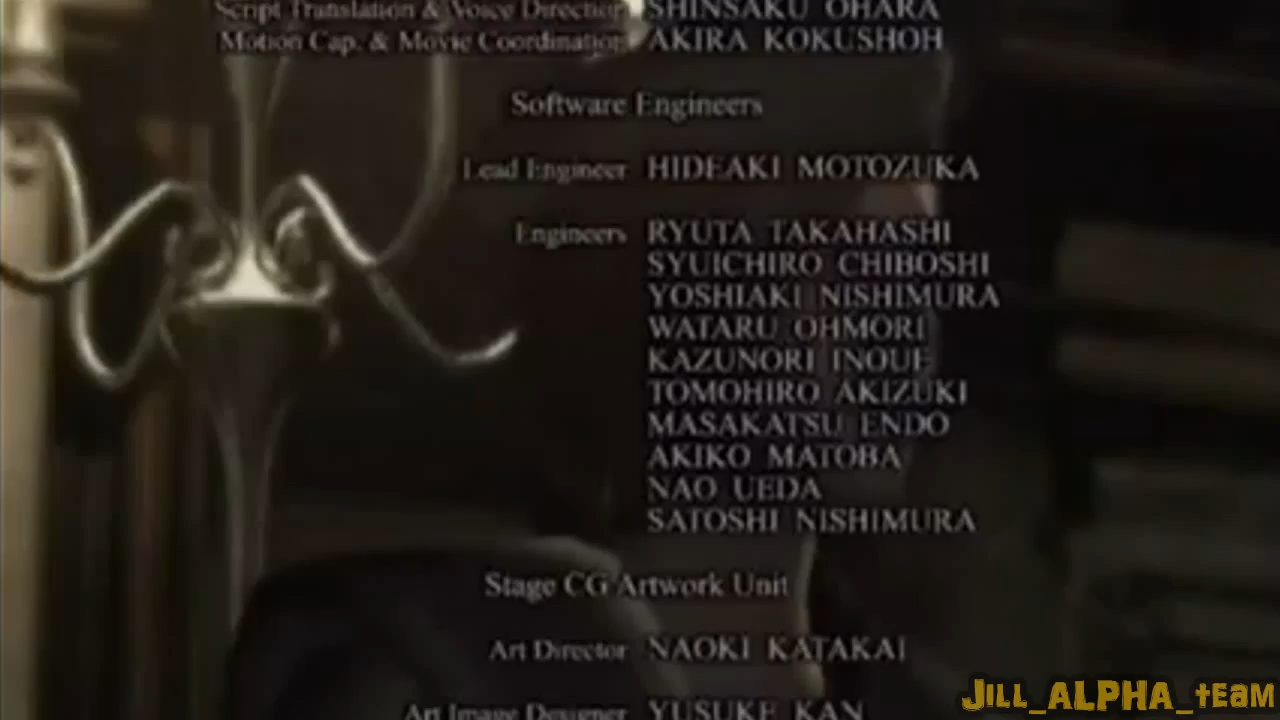 Script Translation & Voice Direction SHINSAKU OHARA
Motion Cap. & Movie Coordination AKIRA KOKUSHOH
Software Engineers
Lead Engineer HIDEAKI MOTOZUKA
Engineers RYUTA TAKAHASHI
SYUICHIRO CHIBOSHI
YOSHIAKI NISHIMURA
WATARU OHMORI
KAZUNORI INOUE
TOMOHIRO AKIZUKI
MASAKATSU ENDO
AKIKO MATOBA
NAO UEDA
SATOSHI NISHIMURA
Stage CG Artwork Unit
Art Director NAOKI KATAKAI
Art Image Designer YUSUKE KAN
JILL_ALPHA_tEAM